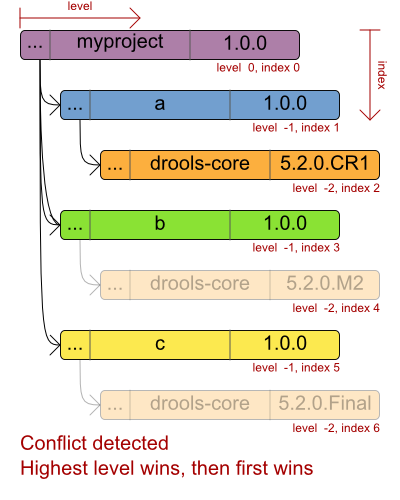 level
... myproject 1.0.0
level 0, index 0
index
... a 1.0.0
level -1, index 1
... drools-core 5.2.0.CR1
level -2, index 2
... b 1.0.0
level -1, index 3
... drools-core 5.2.0.M2
level -2, index 4
... c 1.0.0
level -1, index 5
... drools-core 5.2.0.Final
level -2, index 6
Conflict detected
Highest level wins, then first wins